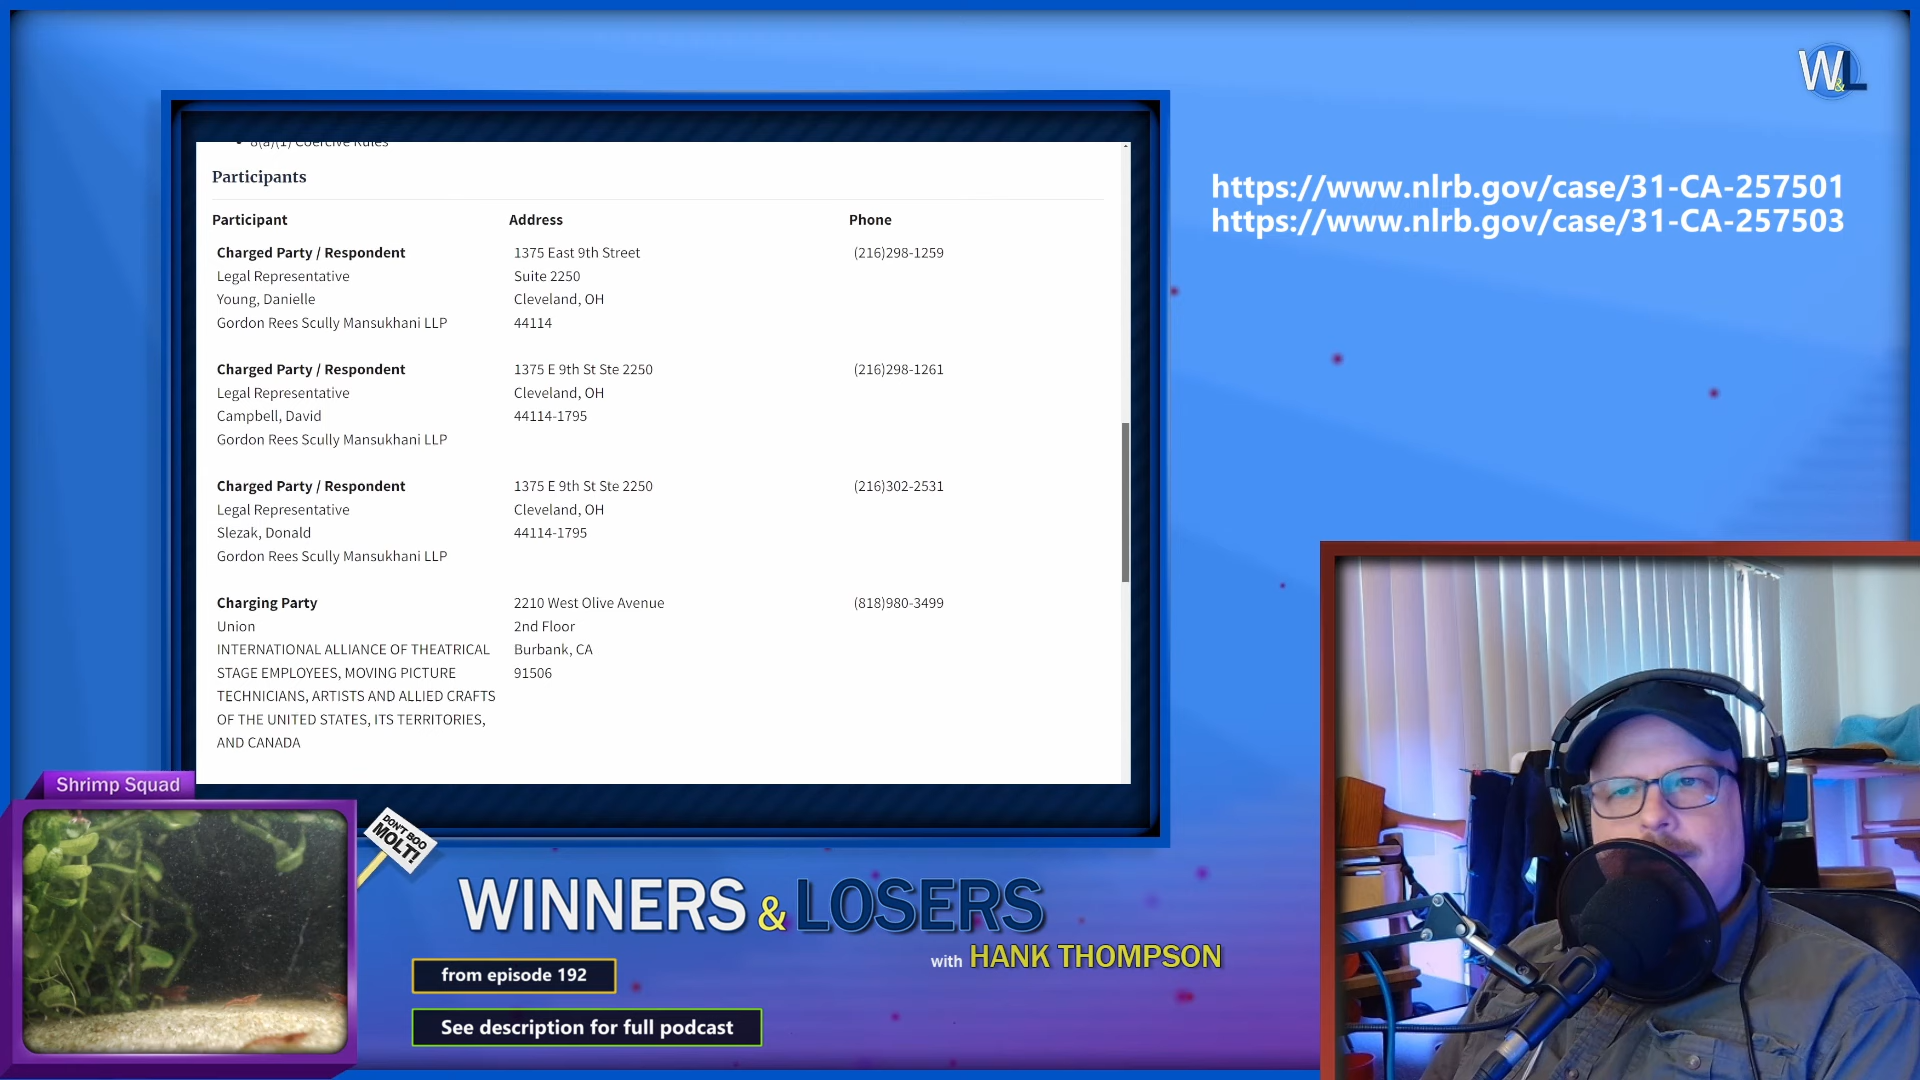 W&L
8(a)(1) Coercive Rules
Participants
Participant Address Phone
Charged Party / Respondent 1375 East 9th Street (216)298-1259
Legal Representative Suite 2250
Young, Danielle Cleveland, OH
Gordon Rees Scully Mansukhani LLP 44114
Charged Party / Respondent 1375 E 9th St Ste 2250 (216)298-1261
Legal Representative Cleveland, OH
Campbell, David 44114-1795
Gordon Rees Scully Mansukhani LLP
Charged Party / Respondent 1375 E 9th St Ste 2250 (216)302-2531
Legal Representative Cleveland, OH
Slezak, Donald 44114-1795
Gordon Rees Scully Mansukhani LLP
Charging Party 2210 West Olive Avenue (818)980-3499
Union 2nd Floor
INTERNATIONAL ALLIANCE OF THEATRICAL Burbank, CA
STAGE EMPLOYEES, MOVING PICTURE 91506
TECHNICIANS, ARTISTS AND ALLIED CRAFTS
OF THE UNITED STATES, ITS TERRITORIES,
AND CANADA
https://www.nlrb.gov/case/31-CA-257501
https://www.nlrb.gov/case/31-CA-257503
Shrimp Squad
DON'T BOO
MOLT!
WINNERS & LOSERS
with HANK THOMPSON
from episode 192
See description for full podcast